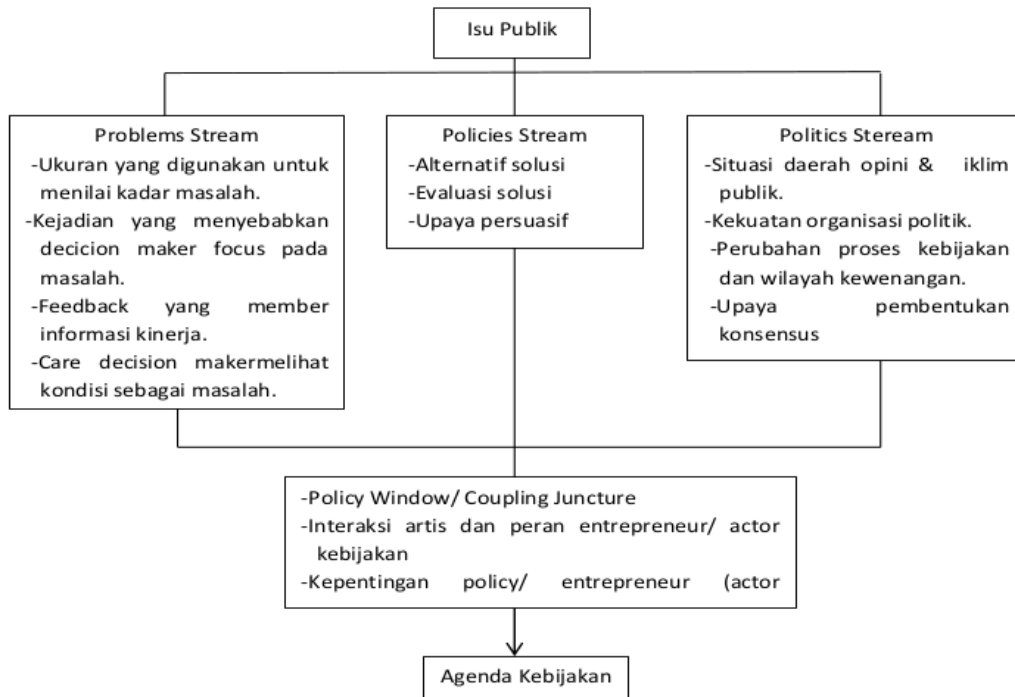 Isu Publik
Problems Stream
-Ukuran yang digunakan untuk
menilai kadar masalah.
-Kejadian yang menyebabkan
decicion maker focus pada
masalah.
-Feedback yang member
informasi kinerja.
-Care decision makermelihat
kondisi sebagai masalah.
Policies Stream
-Alternatif solusi
-Evaluasi solusi
-Upaya persuasif
Politics Steream
-Situasi daerah opini & iklim
publik.
-Kekuatan organisasi politik.
-Perubahan proses kebijakan
dan wilayah kewenangan.
-Upaya pembentukan
konsensus
-Policy Window/ Coupling Juncture
-Interaksi artis dan peran entrepreneur/ actor
kebijakan
-Kepentingan policy/ entrepreneur (actor
Agenda Kebijakan